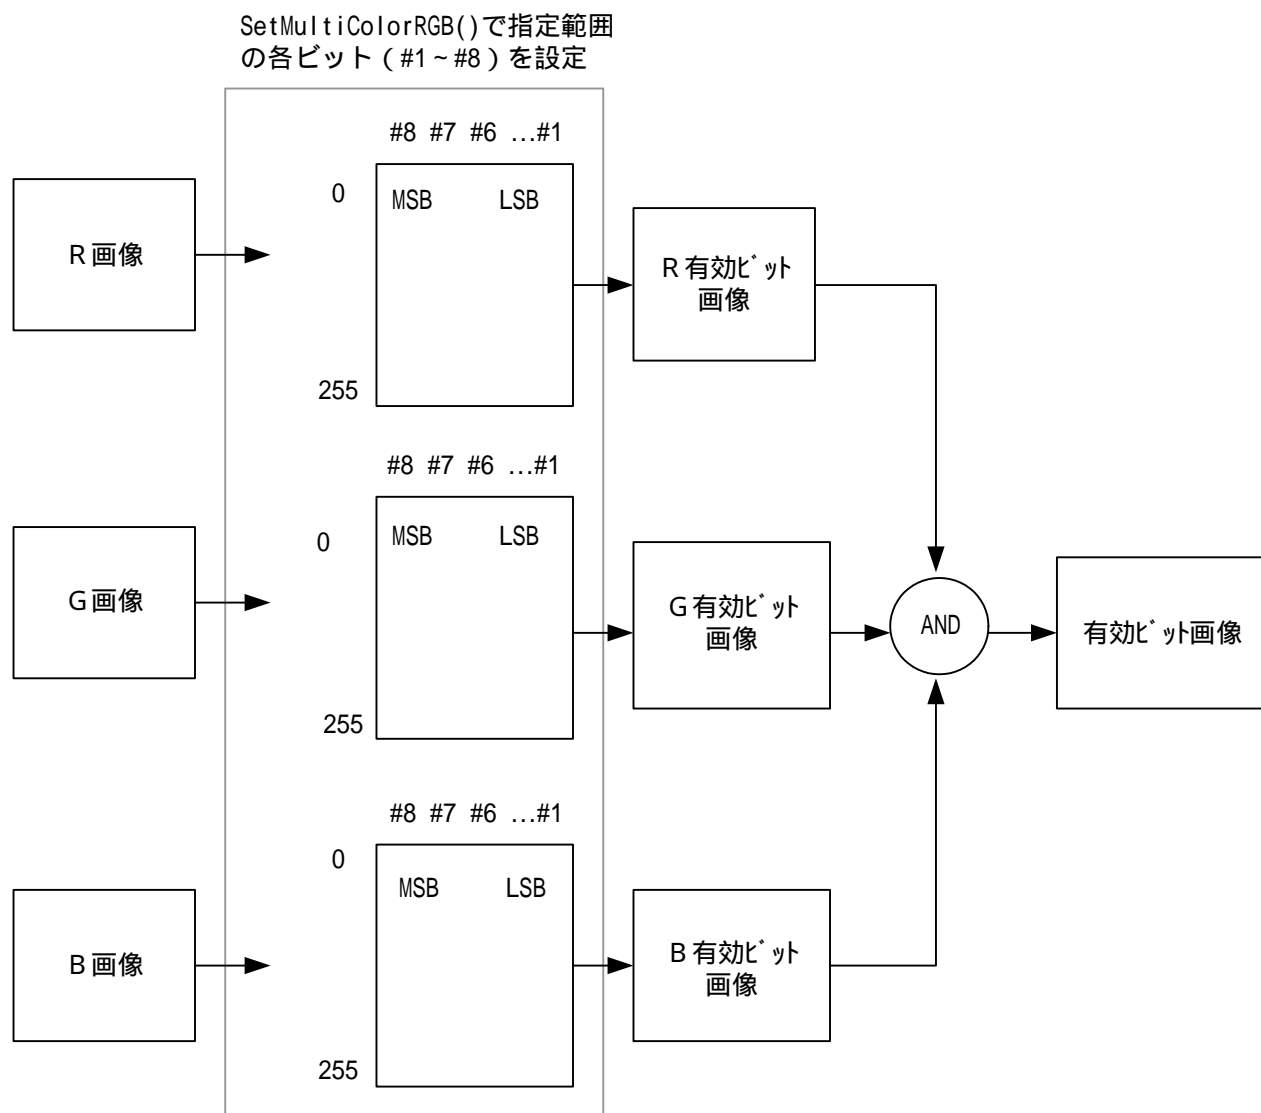 SetMultiColorRGB()で指定範囲
の各ビット（#1~#8）を設定
#8 #7 #6 …#1
0
MSB LSB
R画像
R有効ﾋﾞｯﾄ
画像
255
#8 #7 #6 …#1
0
MSB LSB
G画像
G有効ﾋﾞｯﾄ
画像
AND
有効ﾋﾞｯﾄ画像
255
#8 #7 #6 …#1
0
MSB LSB
B画像
B有効ﾋﾞｯﾄ
画像
255